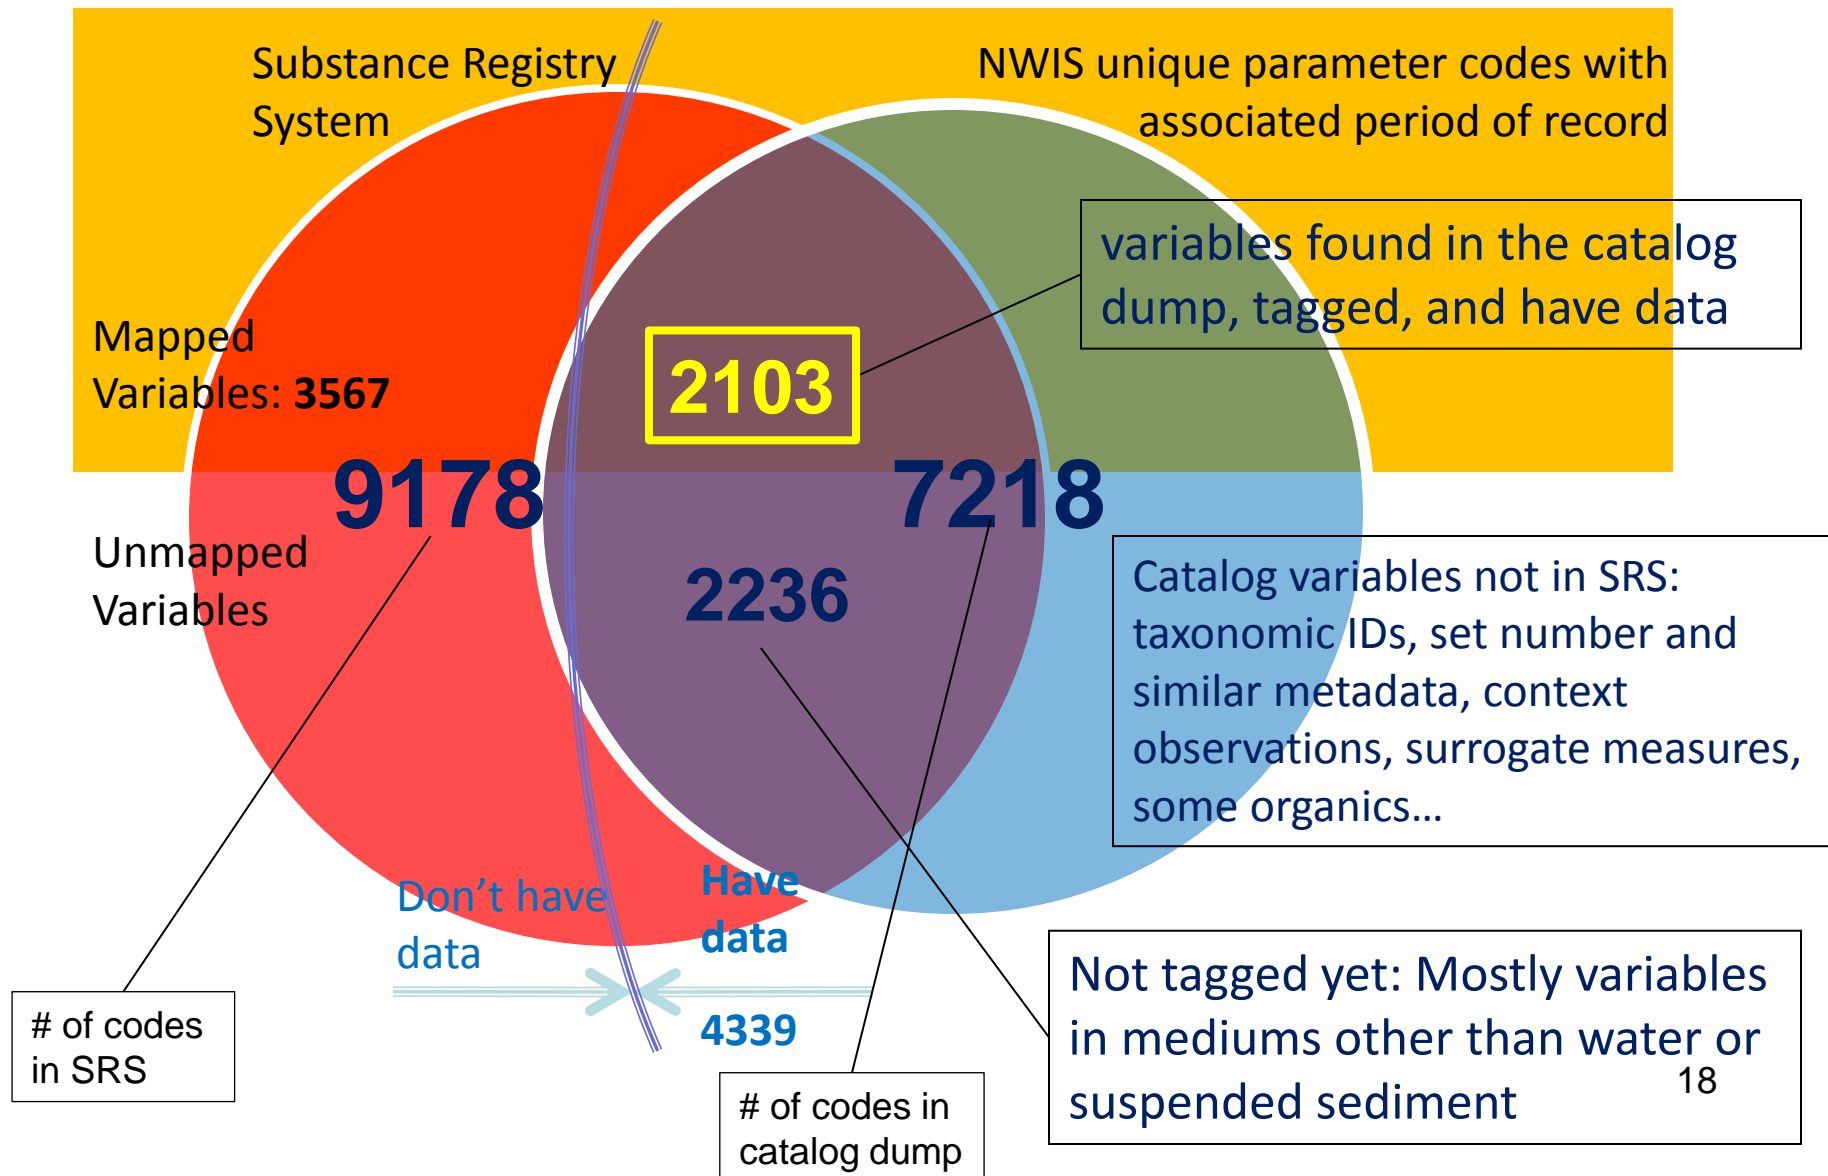 Substance Registry
System
NWIS unique parameter codes with
associated period of record
variables found in the catalog
dump, tagged, and have data
Mapped
Variables: 3567
2103
9178
7218
Unmapped
Variables
2236
Catalog variables not in SRS:
taxonomic IDs, set number and
similar metadata, context
observations, surrogate measures,
some organics…
Don’t have
data
Have
data
4339
Not tagged yet: Mostly variables
in mediums other than water or
suspended sediment
# of codes
in SRS
# of codes in
catalog dump
18